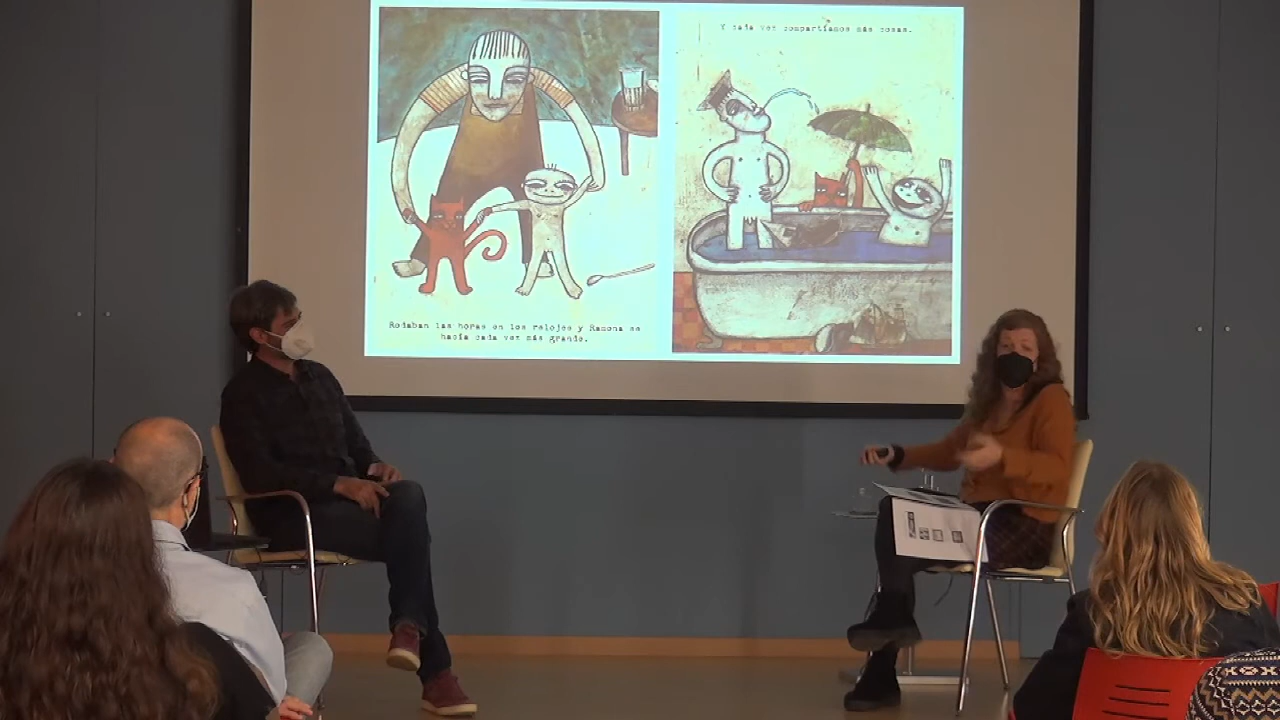 Rodaban las horas en los relojes y Ramona se
hacía cada vez más grande.
Y cada vez compartíamos más cosas.